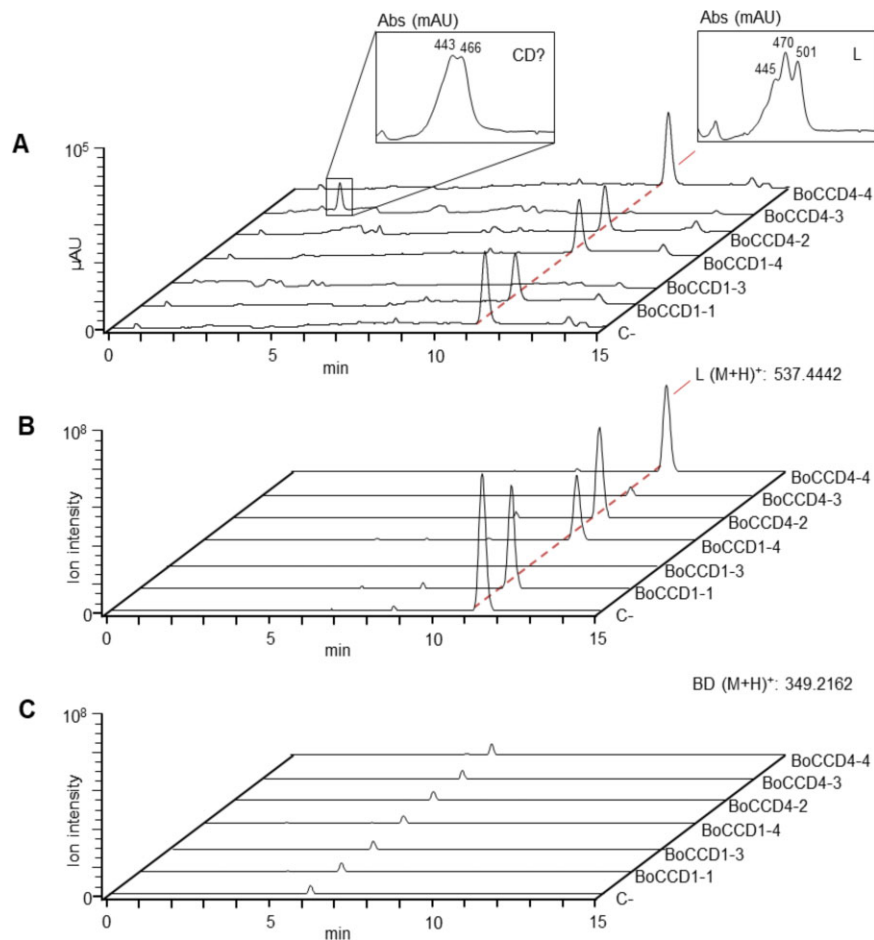 Abs (mAU)
443 466
CD?
Abs (mAU)
470
445 501
L
A
10⁵
µAU
0
0 5 10 15
min
BoCCD4-4
BoCCD4-3
BoCCD4-2
BoCCD1-4
BoCCD1-3
BoCCD1-1
C-
L (M+H)⁺: 537.4442
B
10⁸
Ion intensity
0
0 5 10 15
min
BoCCD4-4
BoCCD4-3
BoCCD4-2
BoCCD1-4
BoCCD1-3
BoCCD1-1
C-
BD (M+H)⁺: 349.2162
C
10⁸
Ion intensity
0
0 5 10 15
min
BoCCD4-4
BoCCD4-3
BoCCD4-2
BoCCD1-4
BoCCD1-3
BoCCD1-1
C-